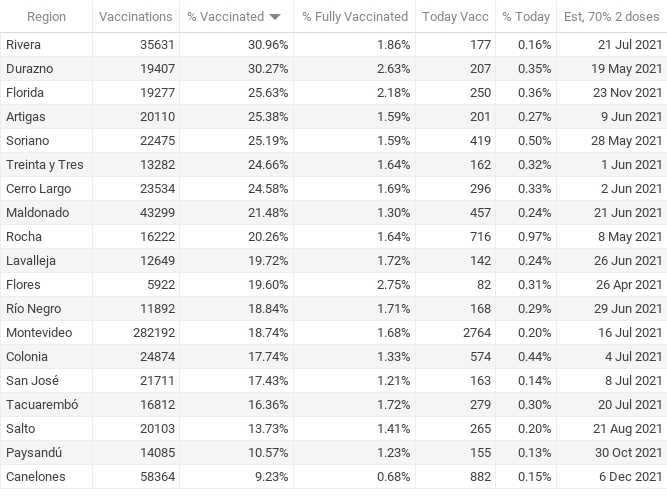 Region Vaccinations % Vaccinated % Fully Vaccinated Today Vacc % Today Est, 70% 2 doses
Rivera 35631 30.96% 1.86% 177 0.16% 21 Jul 2021
Durazno 19407 30.27% 2.63% 207 0.35% 19 May 2021
Florida 19277 25.63% 2.18% 250 0.36% 23 Nov 2021
Artigas 20110 25.38% 1.59% 201 0.27% 9 Jun 2021
Soriano 22475 25.19% 1.59% 419 0.50% 28 May 2021
Treinta y Tres 13282 24.66% 1.64% 162 0.32% 1 Jun 2021
Cerro Largo 23534 24.58% 1.69% 296 0.33% 2 Jun 2021
Maldonado 43299 21.48% 1.30% 457 0.24% 21 Jun 2021
Rocha 16222 20.26% 1.64% 716 0.97% 8 May 2021
Lavalleja 12649 19.72% 1.72% 142 0.24% 26 Jun 2021
Flores 5922 19.60% 2.75% 82 0.31% 26 Apr 2021
Río Negro 11892 18.84% 1.71% 168 0.29% 29 Jun 2021
Montevideo 282192 18.74% 1.68% 2764 0.20% 16 Jul 2021
Colonia 24874 17.74% 1.33% 574 0.44% 4 Jul 2021
San José 21711 17.43% 1.21% 163 0.14% 8 Jul 2021
Tacuarembó 16812 16.36% 1.72% 279 0.30% 20 Jul 2021
Salto 20103 13.73% 1.41% 265 0.20% 21 Aug 2021
Paysandú 14085 10.57% 1.23% 155 0.13% 30 Oct 2021
Canelones 58364 9.23% 0.68% 882 0.15% 6 Dec 2021